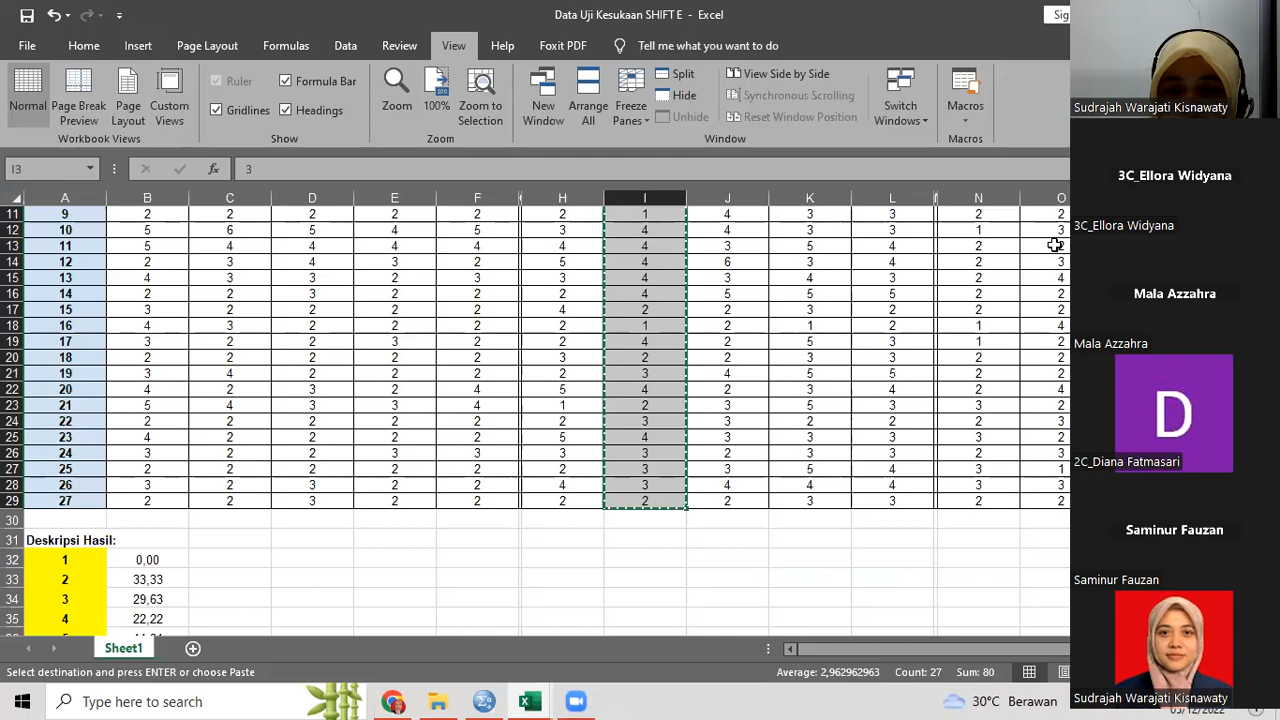 Data Uji Kesukaan SHIFT E - Excel
Sig
File Home Insert Page Layout Formulas Data Review View Help Foxit PDF Tell me what you want to do
Normal
Page Break Preview
Page Layout
Custom Views
Workbook Views
Ruler
Formula Bar
Gridlines
Headings
Show
Zoom
100%
Zoom to Selection
Zoom
New Window
Arrange All
Freeze Panes
Split
Hide
Unhide
View Side by Side
Synchronous Scrolling
Reset Window Position
Window
Switch Windows
Macros
Macros
I3 fx 3
A B C D E F H I J K L N O
11 9 2 2 2 2 2 2 1 4 3 3 2 2
12 10 5 6 5 4 5 3 4 4 3 3 1 3
13 11 5 4 4 4 4 4 4 3 5 4 2
14 12 2 3 4 3 2 5 4 6 3 4 2 3
15 13 4 3 3 2 3 3 4 3 4 3 2 4
16 14 2 2 3 2 2 2 4 5 5 5 2 2
17 15 3 2 2 2 2 4 2 2 3 2 2 2
18 16 4 3 2 2 2 2 1 2 1 2 1 4
19 17 3 2 2 3 2 2 4 2 5 3 1 2
20 18 2 2 2 2 2 3 2 2 3 3 2 2
21 19 3 4 2 2 2 2 3 4 5 5 2 2
22 20 4 2 3 2 4 5 4 2 3 4 2 4
23 21 5 4 3 3 4 1 2 3 5 3 3 2
24 22 2 2 2 2 2 2 3 3 2 2 2 3
25 23 4 2 2 2 2 5 4 3 3 3 3 2
26 24 3 2 2 3 3 3 3 2 3 3 2 3
27 25 2 2 2 2 2 2 3 3 5 4 3 1
28 26 3 2 3 2 2 4 3 4 4 4 3 3
29 27 2 2 3 2 2 2 2 2 3 3 2 2
30
31 Deskripsi Hasil:
32 1 0,00
33 2 33,33
34 3 29,63
35 4 22,22
Sheet1
Select destination and press ENTER or choose Paste
Average: 2,962962963 Count: 27 Sum: 80
Type here to search
30°C Berawan
05/12/2022
Sudrajah Warajati Kisnawaty
3C_Ellora Widyana
3C_Ellora Widyana
Mala Azzahra
Mala Azzahra
D
2C_Diana Fatmasari
Saminur Fauzan
Saminur Fauzan
Sudrajah Warajati Kisnawaty